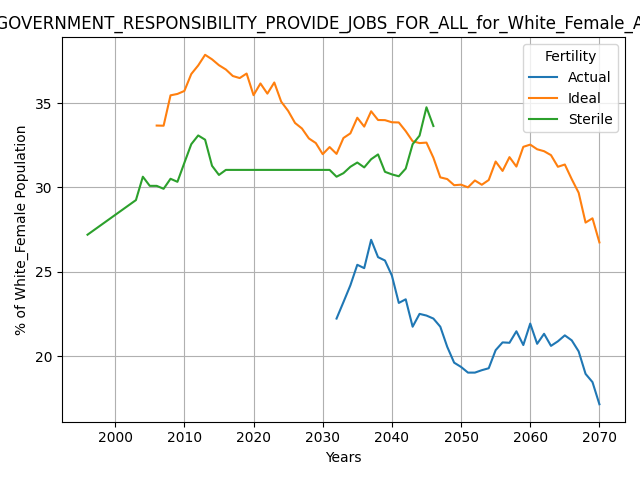 GOVERNMENT_RESPONSIBILITY_PROVIDE_JOBS_FOR_ALL_for_White_Female_A
Fertility
Actual
Ideal
Sterile
% of White_Female Population
35
30
25
20
2000 2010 2020 2030 2040 2050 2060 2070
Years